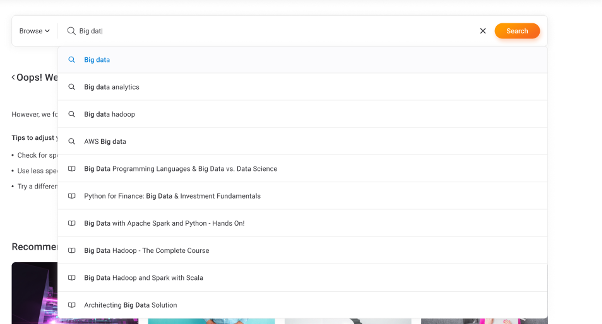 Browse
Big dat
Search
Big data
‹Oops! We
Big data analytics
Big data hadoop
However, we fo
AWS Big data
Tips to adjust y
• Check for spe
Big Data Programming Languages & Big Data vs. Data Science
• Use less spec
• Try a differen
Python for Finance: Big Data & Investment Fundamentals
Big Data with Apache Spark and Python - Hands On!
Recommen
Big Data Hadoop - The Complete Course
Big Data Hadoop and Spark with Scala
Architecting Big Data Solution